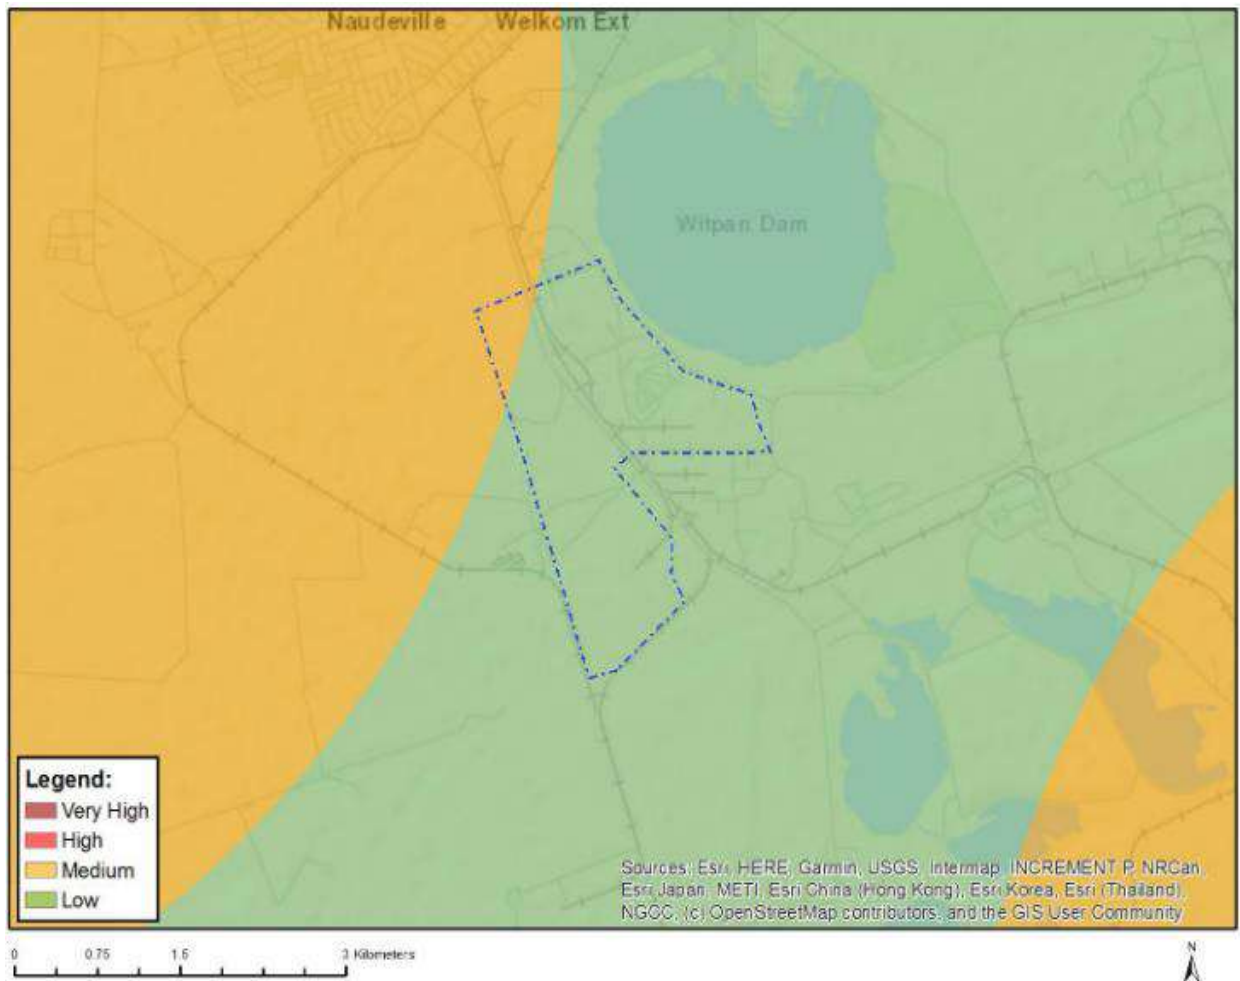 Naudeville Welkom Ext
Witpan Dam
Legend:
Very High
High
Medium
Low
Sources: Esri, HERE, Garmin, USGS, Intermap, INCREMENT P, NRCan,
Esri Japan, METI, Esri China (Hong Kong), Esri Korea, Esri (Thailand),
NGCC, (c) OpenStreetMap contributors, and the GIS User Community
0 0.75 1.5 3 Kilometers
N